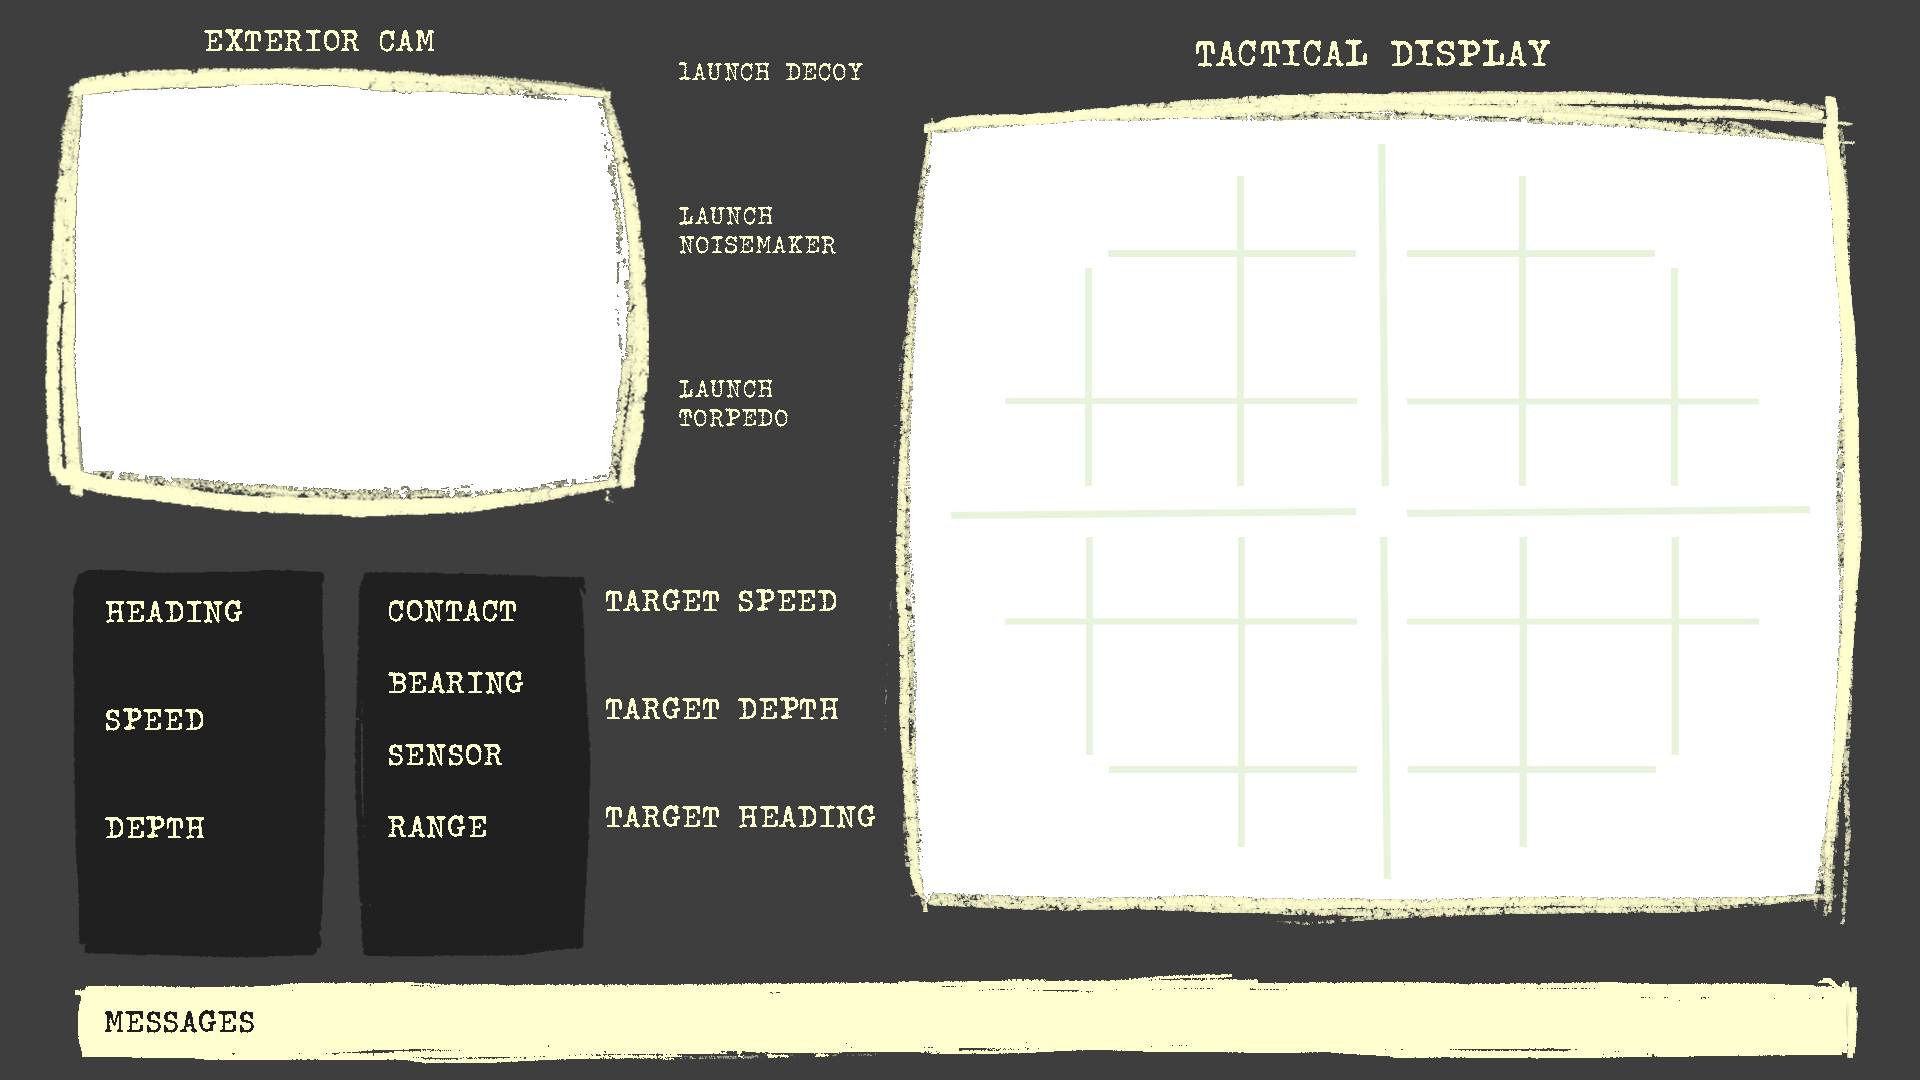 EXTERIOR CAM
lAUNCH DECOY
LAUNCH
NOISEMAKER
LAUNCH
TORPEDO
TACTICAL DISPLAY
HEADING
SPEED
DEPTH
CONTACT
BEARING
SENSOR
RANGE
TARGET SPEED
TARGET DEPTH
TARGET HEADING
MESSAGES